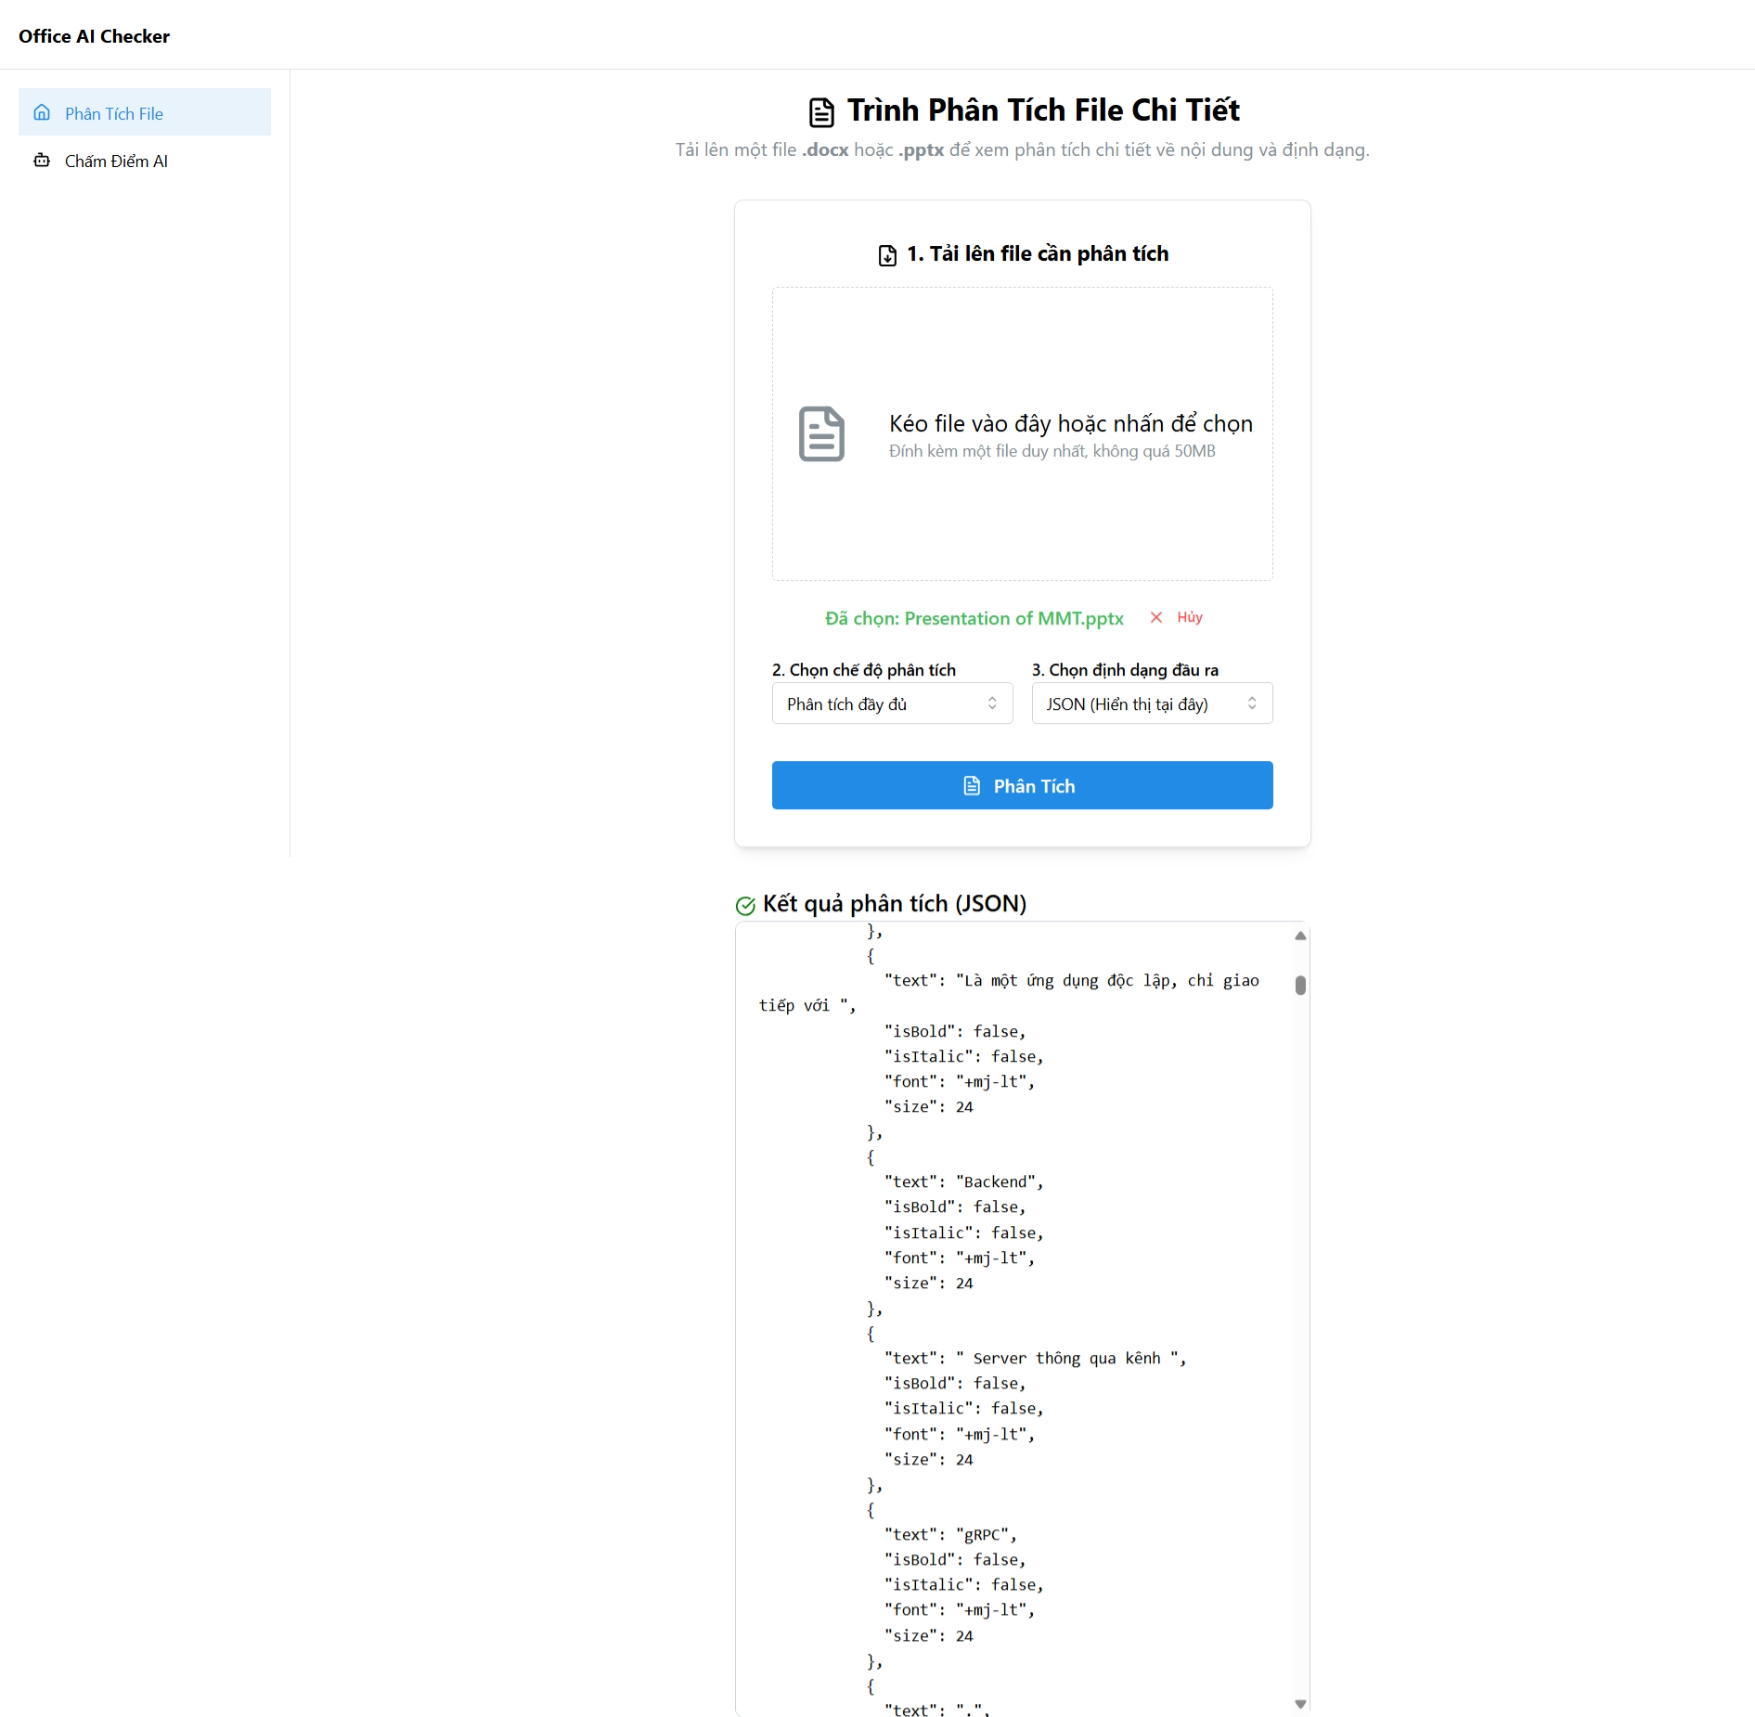 Office AI Checker
Phân Tích File
Chấm Điểm AI
Trình Phân Tích File Chi Tiết
Tải lên một file .docx hoặc .pptx để xem phân tích chi tiết về nội dung và định dạng.
1. Tải lên file cần phân tích
Kéo file vào đây hoặc nhấn để chọn
Đính kèm một file duy nhất, không quá 50MB
Đã chọn: Presentation of MMT.pptx Hủy
2. Chọn chế độ phân tích
Phân tích đầy đủ
3. Chọn định dạng đầu ra
JSON (Hiển thị tại đây)
Phân Tích
Kết quả phân tích (JSON)
},
{
"text": "Là một ứng dụng độc lập, chỉ giao
tiếp với ",
"isBold": false,
"isItalic": false,
"font": "+mj-lt",
"size": 24
},
{
"text": "Backend",
"isBold": false,
"isItalic": false,
"font": "+mj-lt",
"size": 24
},
{
"text": " Server thông qua kênh ",
"isBold": false,
"isItalic": false,
"font": "+mj-lt",
"size": 24
},
{
"text": "gRPC",
"isBold": false,
"isItalic": false,
"font": "+mj-lt",
"size": 24
},
{
"text": ".",